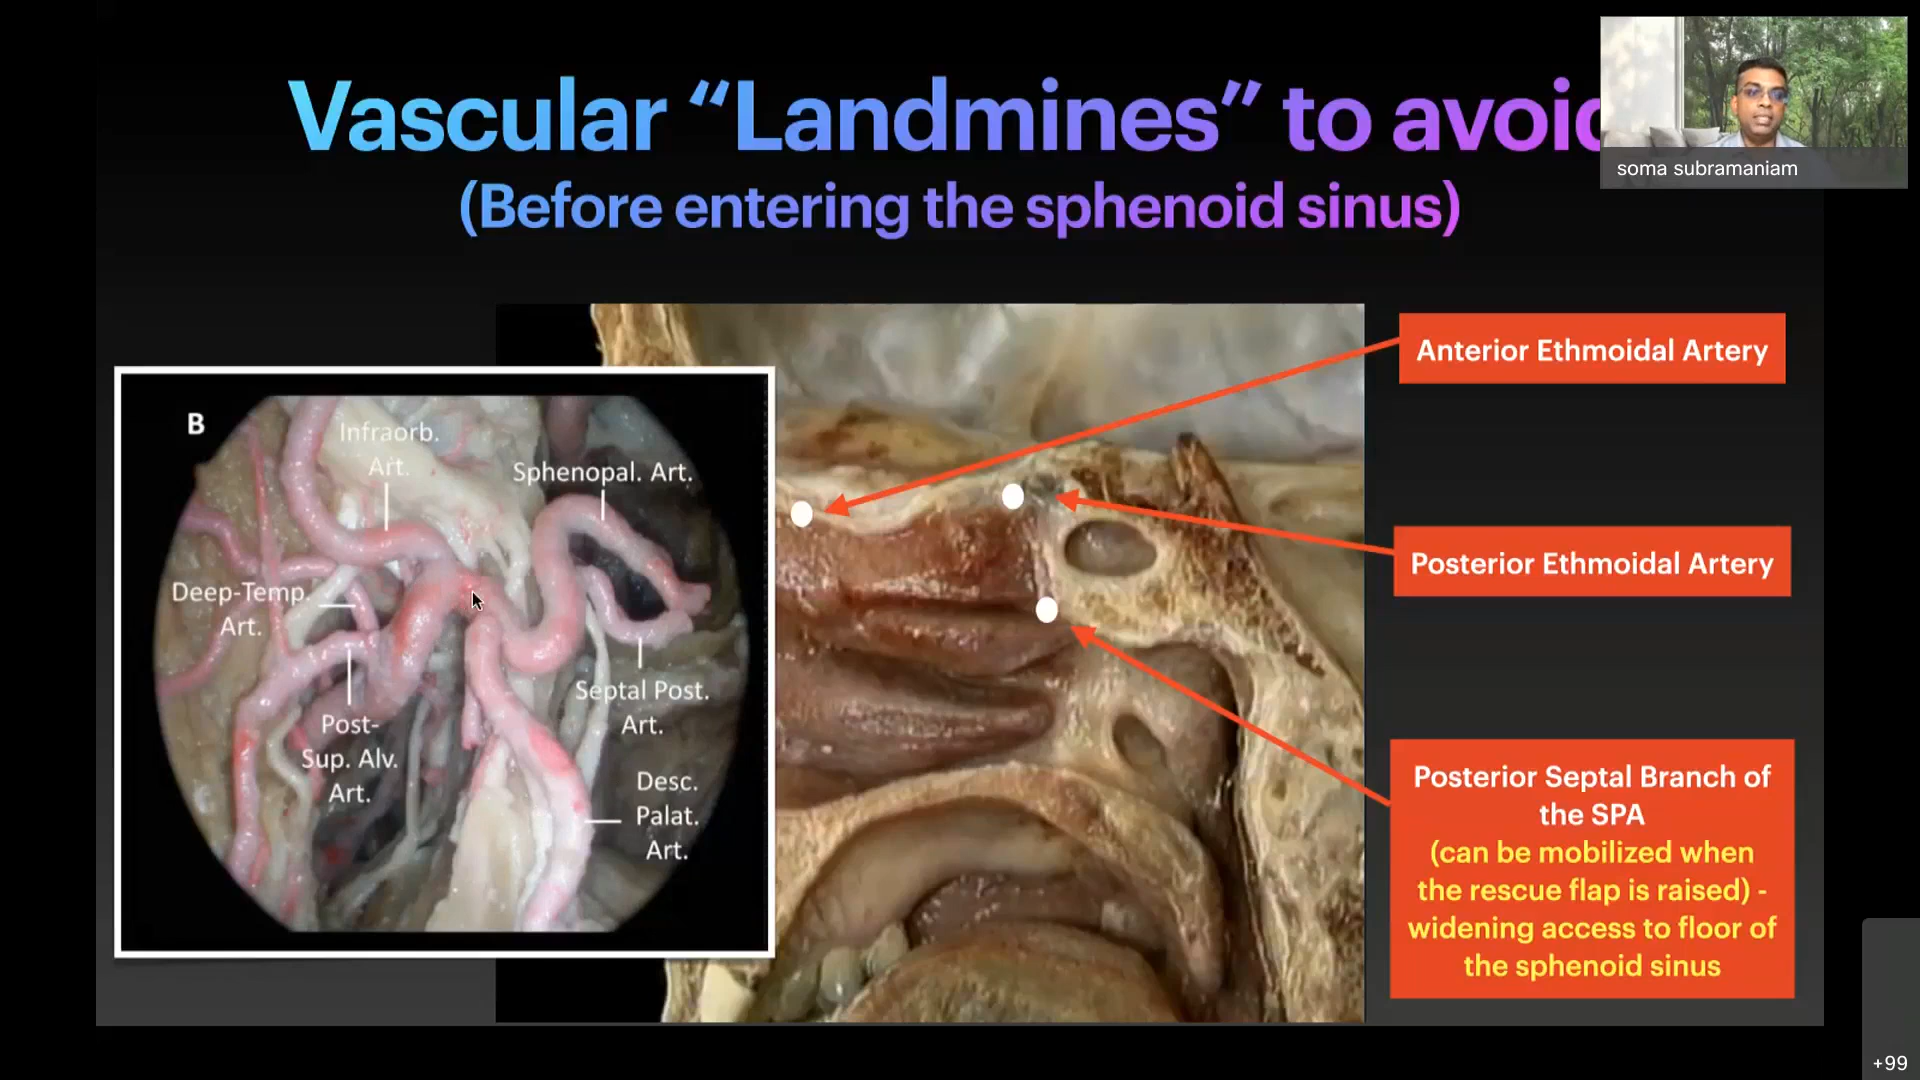 Vascular “Landmines” to avoid
(Before entering the sphenoid sinus)
soma subramaniam
B
Infraorb.
Art.
Sphenopal. Art.
Deep-Temp.
Art.
Septal Post.
Art.
Post-
Sup. Alv.
Art.
Desc.
Palat.
Art.
Anterior Ethmoidal Artery
Posterior Ethmoidal Artery
Posterior Septal Branch of
the SPA
(can be mobilized when
the rescue flap is raised) -
widening access to floor of
the sphenoid sinus
+99